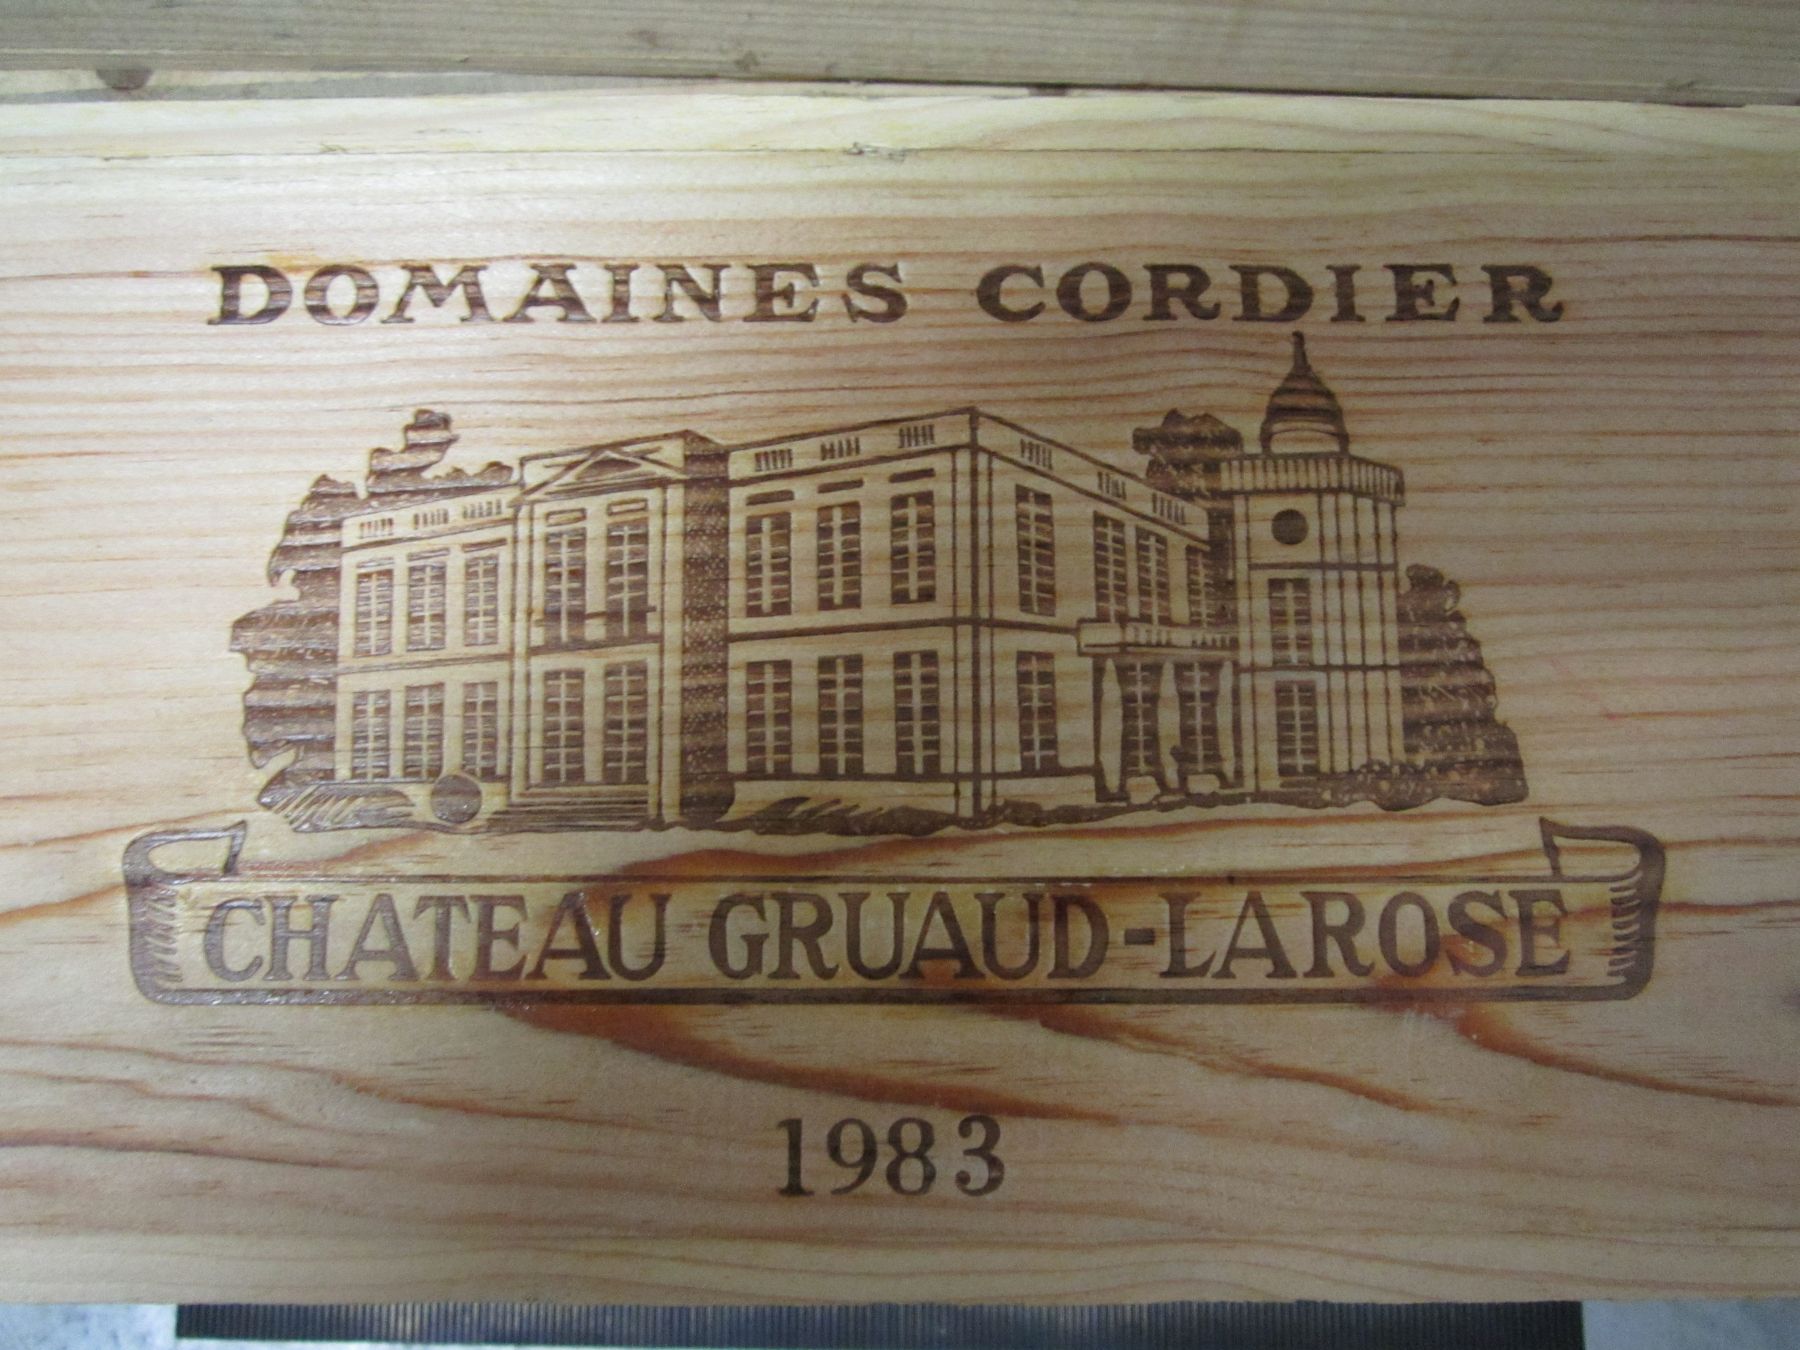 DOMAINES CORDIER
CHATEAU GRUAUD-LAROSE
1983